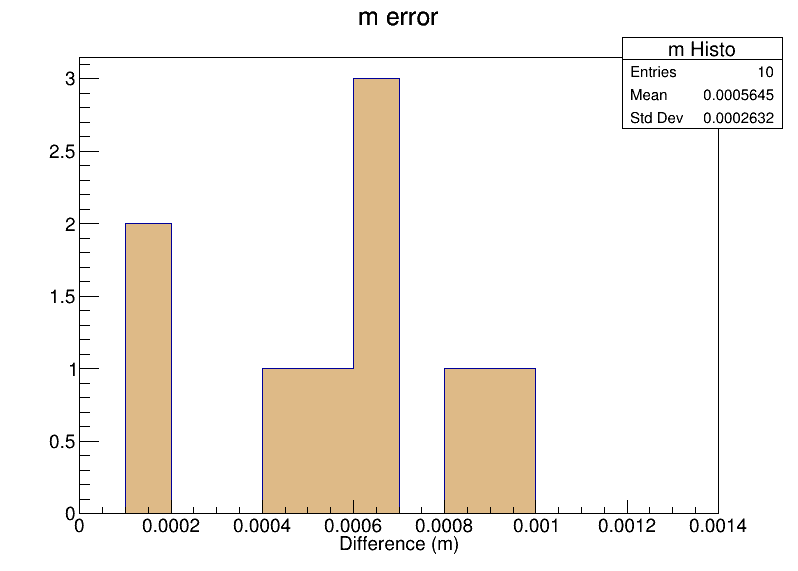 m error
m Histo
Entries 10
Mean 0.0005645
Std Dev 0.0002632
3
2.5
2
1.5
1
0.5
0
0 0.0002 0.0004 0.0006 0.0008 0.001 0.0012 0.0014
Difference (m)